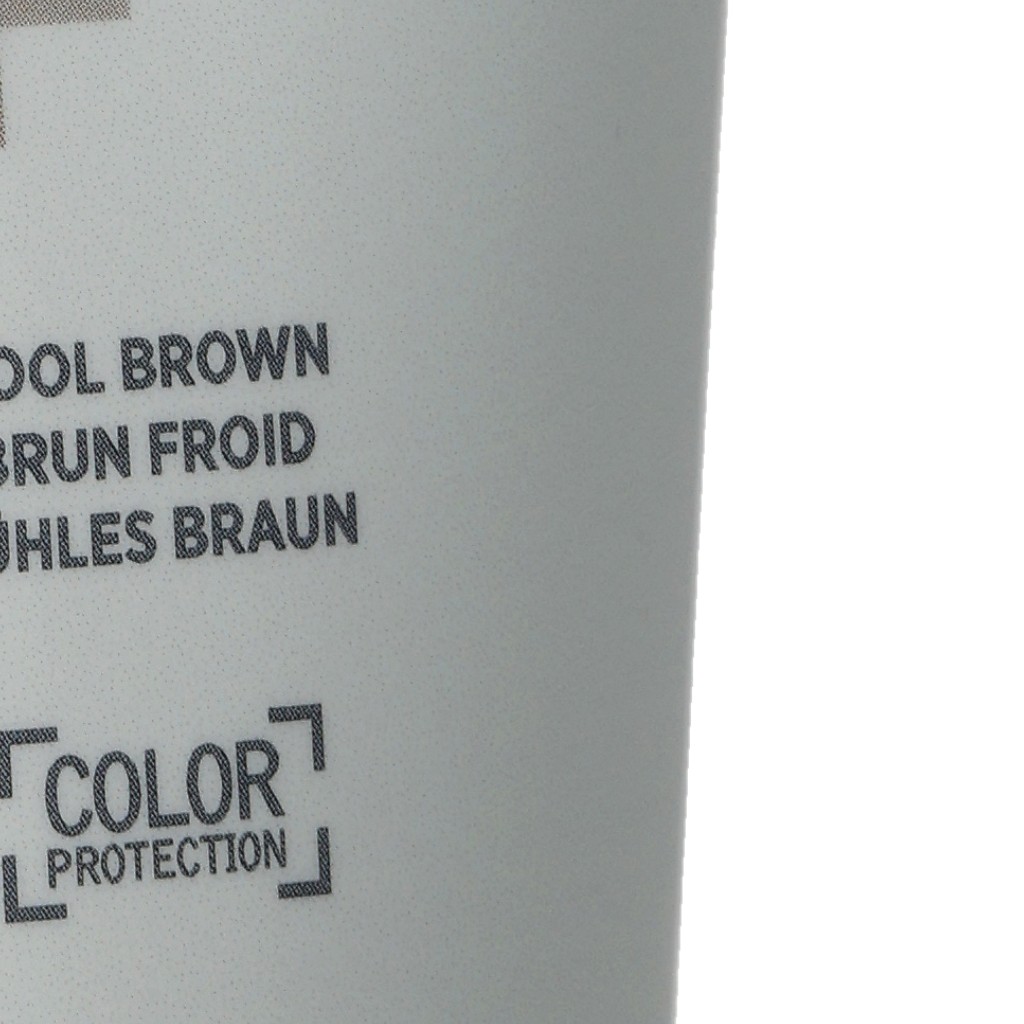 OOL BROWN
BRUN FROID
ÜHLES BRAUN
COLOR
PROTECTION